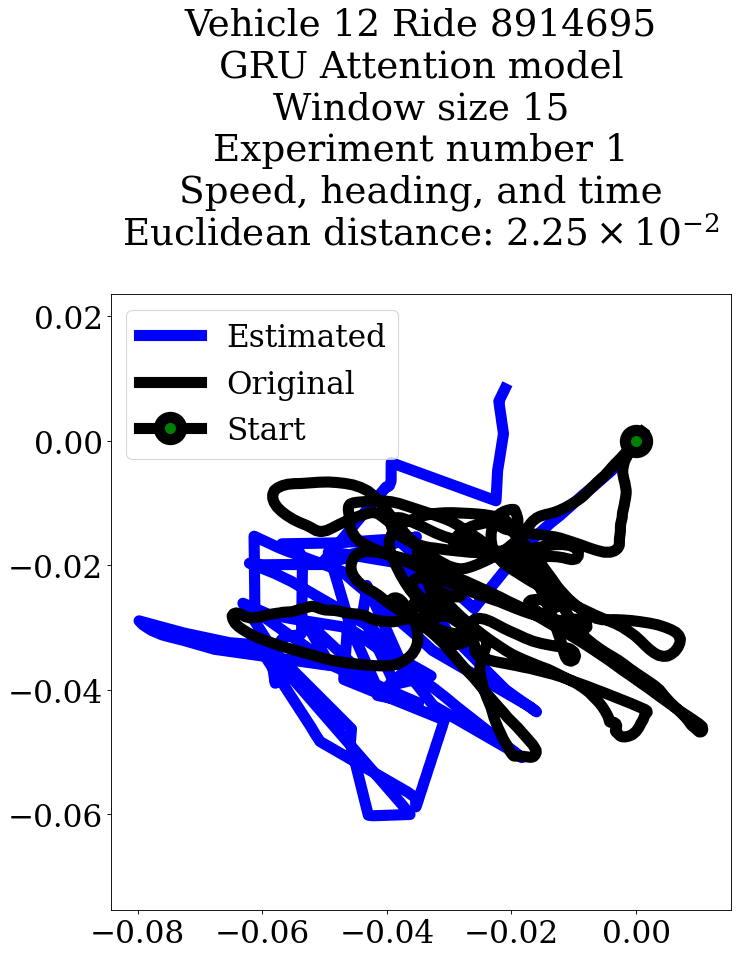 Vehicle 12 Ride 8914695
GRU Attention model
Window size 15
Experiment number 1
Speed, heading, and time
Euclidean distance: 2.25 × 10⁻²
Estimated
Original
Start
0.02
0.00
−0.02
−0.04
−0.06
−0.08 −0.06 −0.04 −0.02 0.00